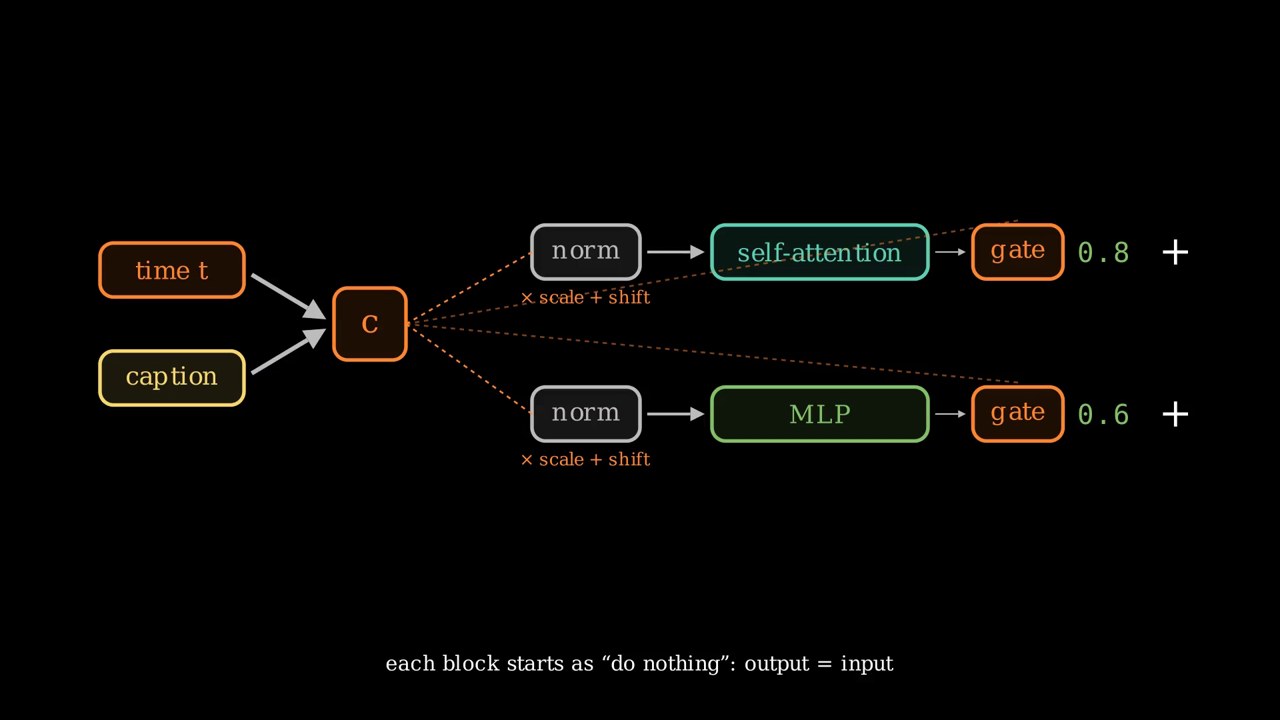 time t
caption
c
norm
× scale + shift
self-attention
gate
0.8
+
norm
× scale + shift
MLP
gate
0.6
+
each block starts as “do nothing”: output = input